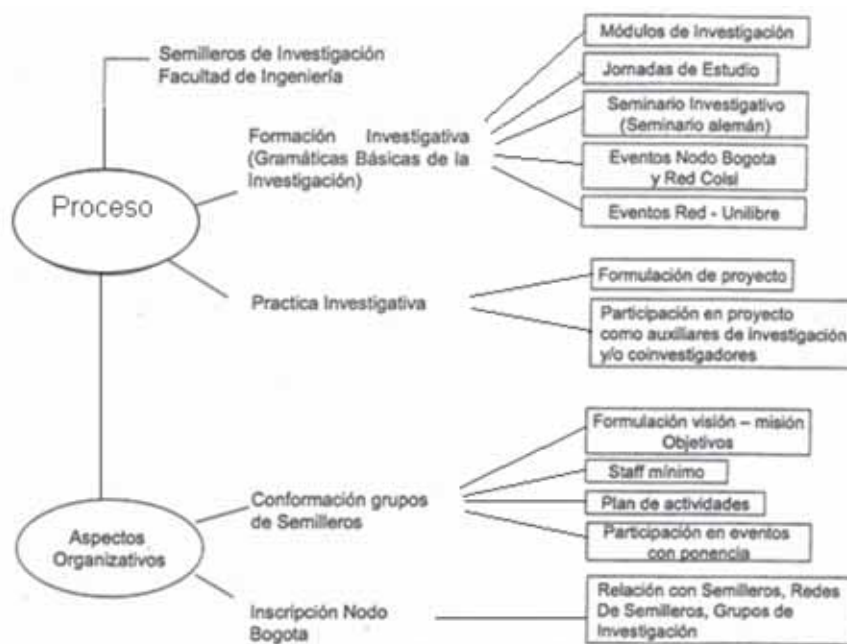 Semilleros de Investigación
Facultad de Ingeniería
Módulos de Investigación
Jornadas de Estudio
Formación Investigativa
(Gramáticas Básicas de la
Investigación)
Seminario Investigativo
(Seminario alemán)
Eventos Nodo Bogota
y Red Colsi
Eventos Red - Unilibre
Proceso
Practica Investigativa
Formulación de proyecto
Participación en proyecto
como auxiliares de investigación
y/o coinvestigadores
Aspectos
Organizativos
Conformación grupos
de Semilleros
Formulación visión – misión
Objetivos
Staff mínimo
Plan de actividades
Participación en eventos
con ponencia
Inscripción Nodo
Bogota
Relación con Semilleros, Redes
De Semilleros, Grupos de
Investigación